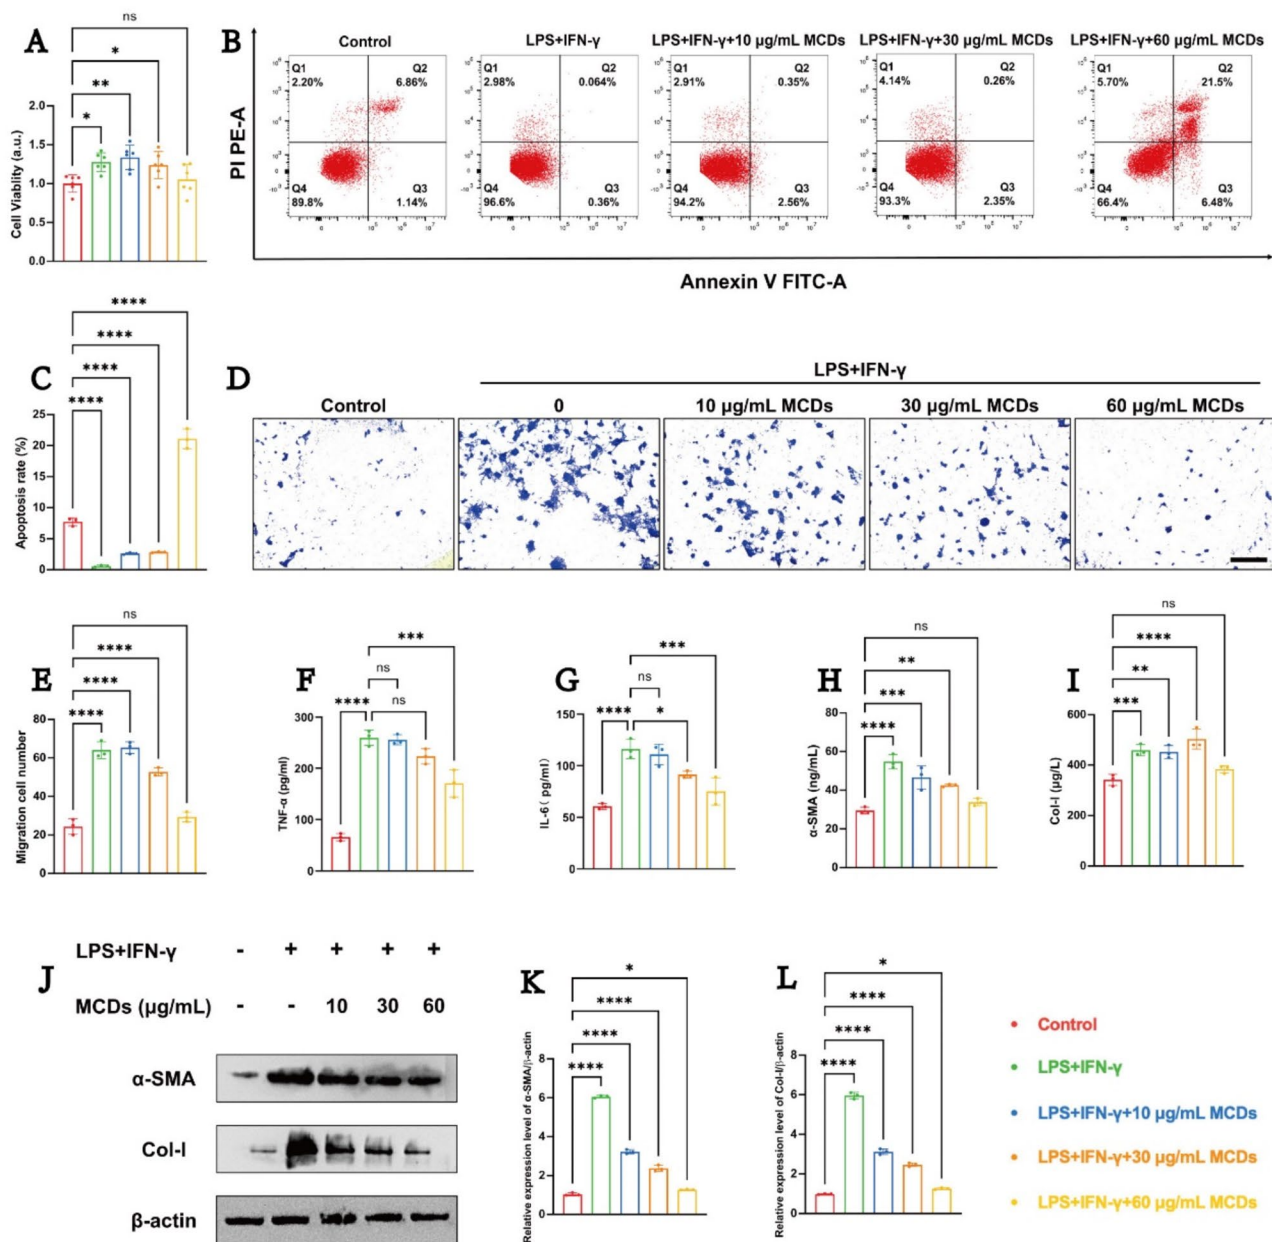 A
ns
*
**
*
Cell Viablity (a.u.)
2.0
1.5
1.0
0.5
0.0
B
Control
LPS+IFN-γ
LPS+IFN-γ+10 μg/mL MCDs
LPS+IFN-γ+30 μg/mL MCDs
LPS+IFN-γ+60 μg/mL MCDs
Q1
2.20%
Q2
6.86%
Q4
89.8%
Q3
1.14%
Q1
2.98%
Q2
0.064%
Q4
96.6%
Q3
0.36%
Q1
2.91%
Q2
0.35%
Q4
94.2%
Q3
2.56%
Q1
4.14%
Q2
0.26%
Q4
93.3%
Q3
2.35%
Q1
5.70%
Q2
21.5%
Q4
66.4%
Q3
6.48%
PI PE-A
Annexin V FITC-A
C
****
****
****
****
Apoptosis rate (%)
25
20
15
10
5
0
D
LPS+IFN-γ
Control
0
10 μg/mL MCDs
30 μg/mL MCDs
60 μg/mL MCDs
E
ns
****
****
****
Migration cell number
80
60
40
20
0
F
***
ns
**** ns
TNF-α (pg/ml)
300
200
100
0
G
***
ns
**** *
IL-6 ( pg/ml)
150
100
50
0
H
ns
**
***
****
α-SMA (ng/mL)
80
60
40
20
0
I
ns
****
**
***
Col-I (μg/L)
600
400
200
0
J
LPS+IFN-γ - + + + +
MCDs (μg/mL) - - 10 30 60
α-SMA
Col-I
β-actin
K
*
****
****
****
Relative expression level of α-SMA/β-actin
8
6
4
2
0
L
*
****
****
****
Relative expression level of Col-I/β-actin
8
6
4
2
0
Control
LPS+IFN-γ
LPS+IFN-γ+10 μg/mL MCDs
LPS+IFN-γ+30 μg/mL MCDs
LPS+IFN-γ+60 μg/mL MCDs